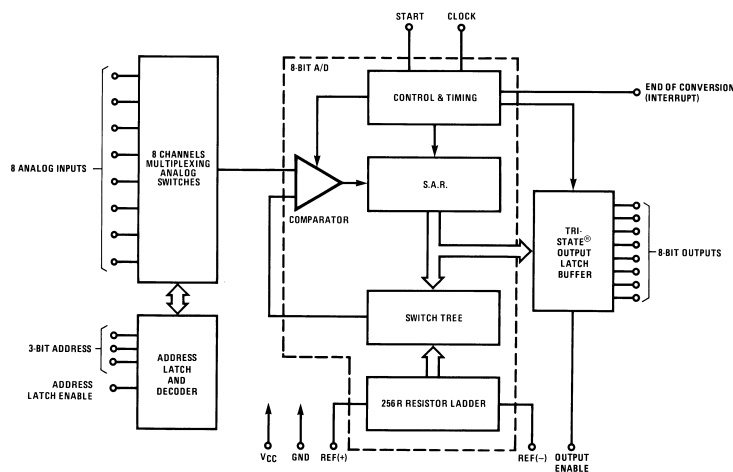 START
CLOCK
8-BIT A/D
CONTROL & TIMING
END OF CONVERSION
(INTERRUPT)
8 ANALOG INPUTS
8 CHANNELS
MULTIPLEXING
ANALOG
SWITCHES
COMPARATOR
S.A.R.
TRI-
STATE®
OUTPUT
LATCH
BUFFER
8-BIT OUTPUTS
SWITCH TREE
3-BIT ADDRESS
ADDRESS
LATCH ENABLE
ADDRESS
LATCH
AND
DECODER
256R RESISTOR LADDER
VCC
GND
REF(+)
REF(−)
OUTPUT
ENABLE